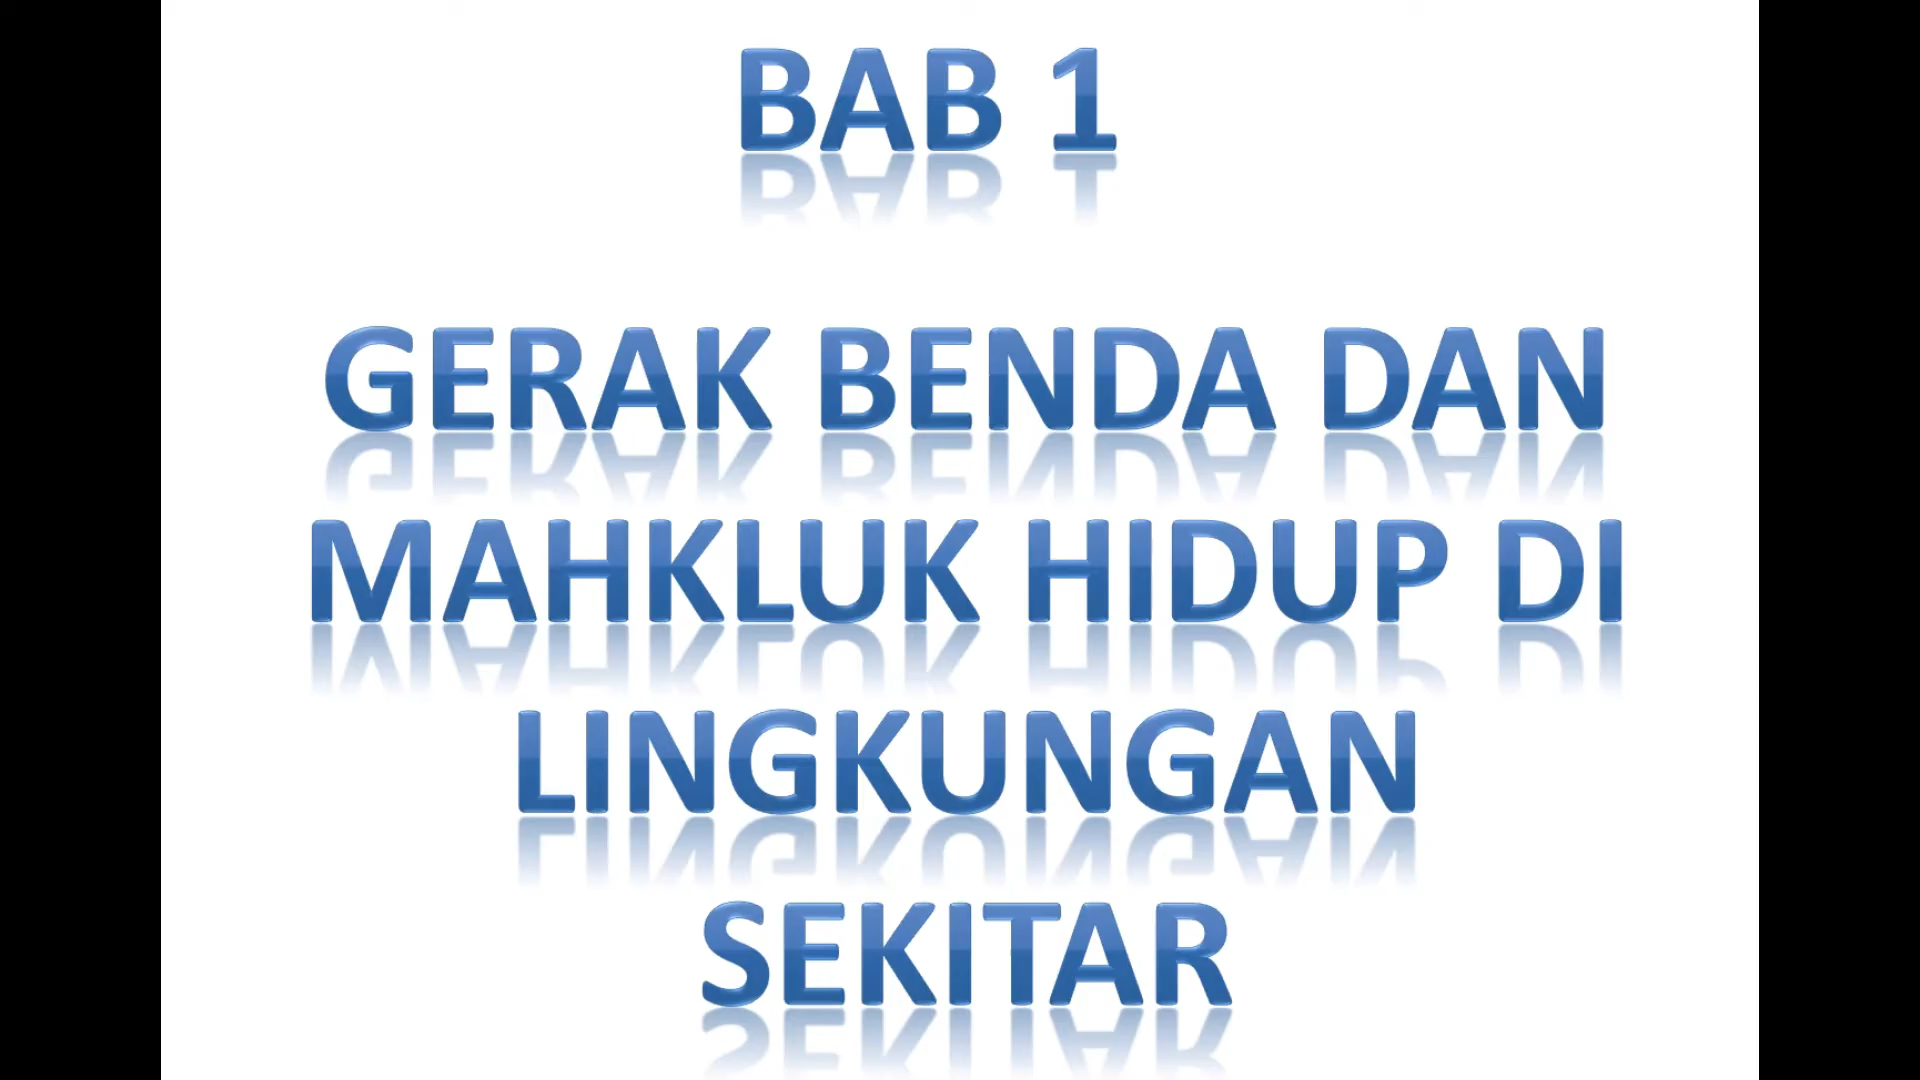 BAB 1
GERAK BENDA DAN
MAHKLUK HIDUP DI
LINGKUNGAN
SEKITAR